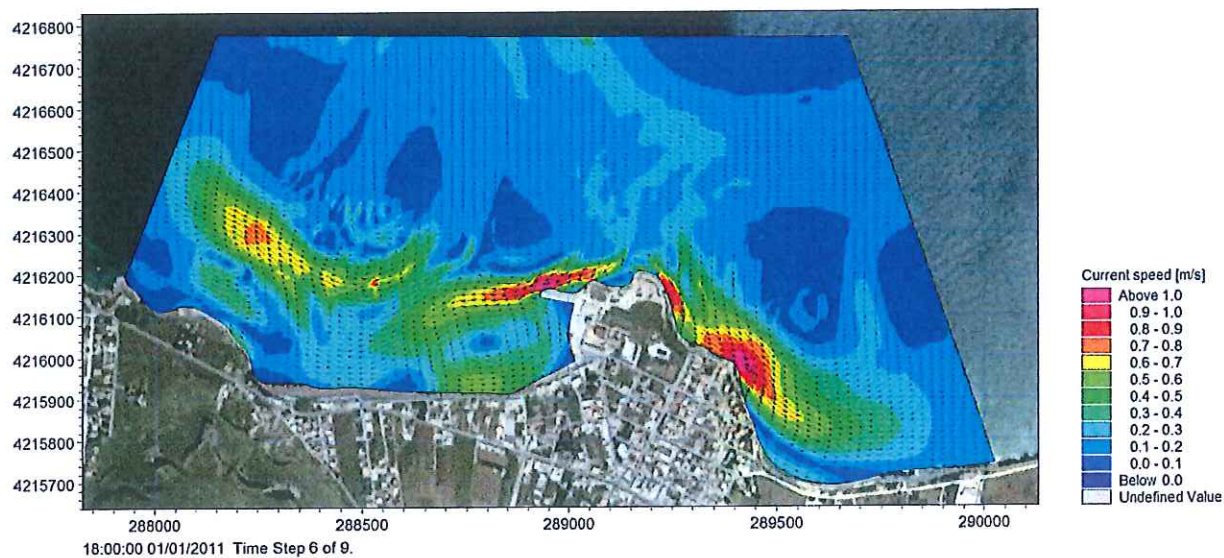 4216800
4216700
4216600
4216500
4216400
4216300
4216200
4216100
4216000
4215900
4215800
4215700
288000 288500 289000 289500 290000
18:00:00 01/01/2011 Time Step 6 of 9.
Current speed [m/s]
Above 1.0
0.9 - 1.0
0.8 - 0.9
0.7 - 0.8
0.6 - 0.7
0.5 - 0.6
0.4 - 0.5
0.3 - 0.4
0.2 - 0.3
0.1 - 0.2
0.0 - 0.1
Below 0.0
Undefined Value